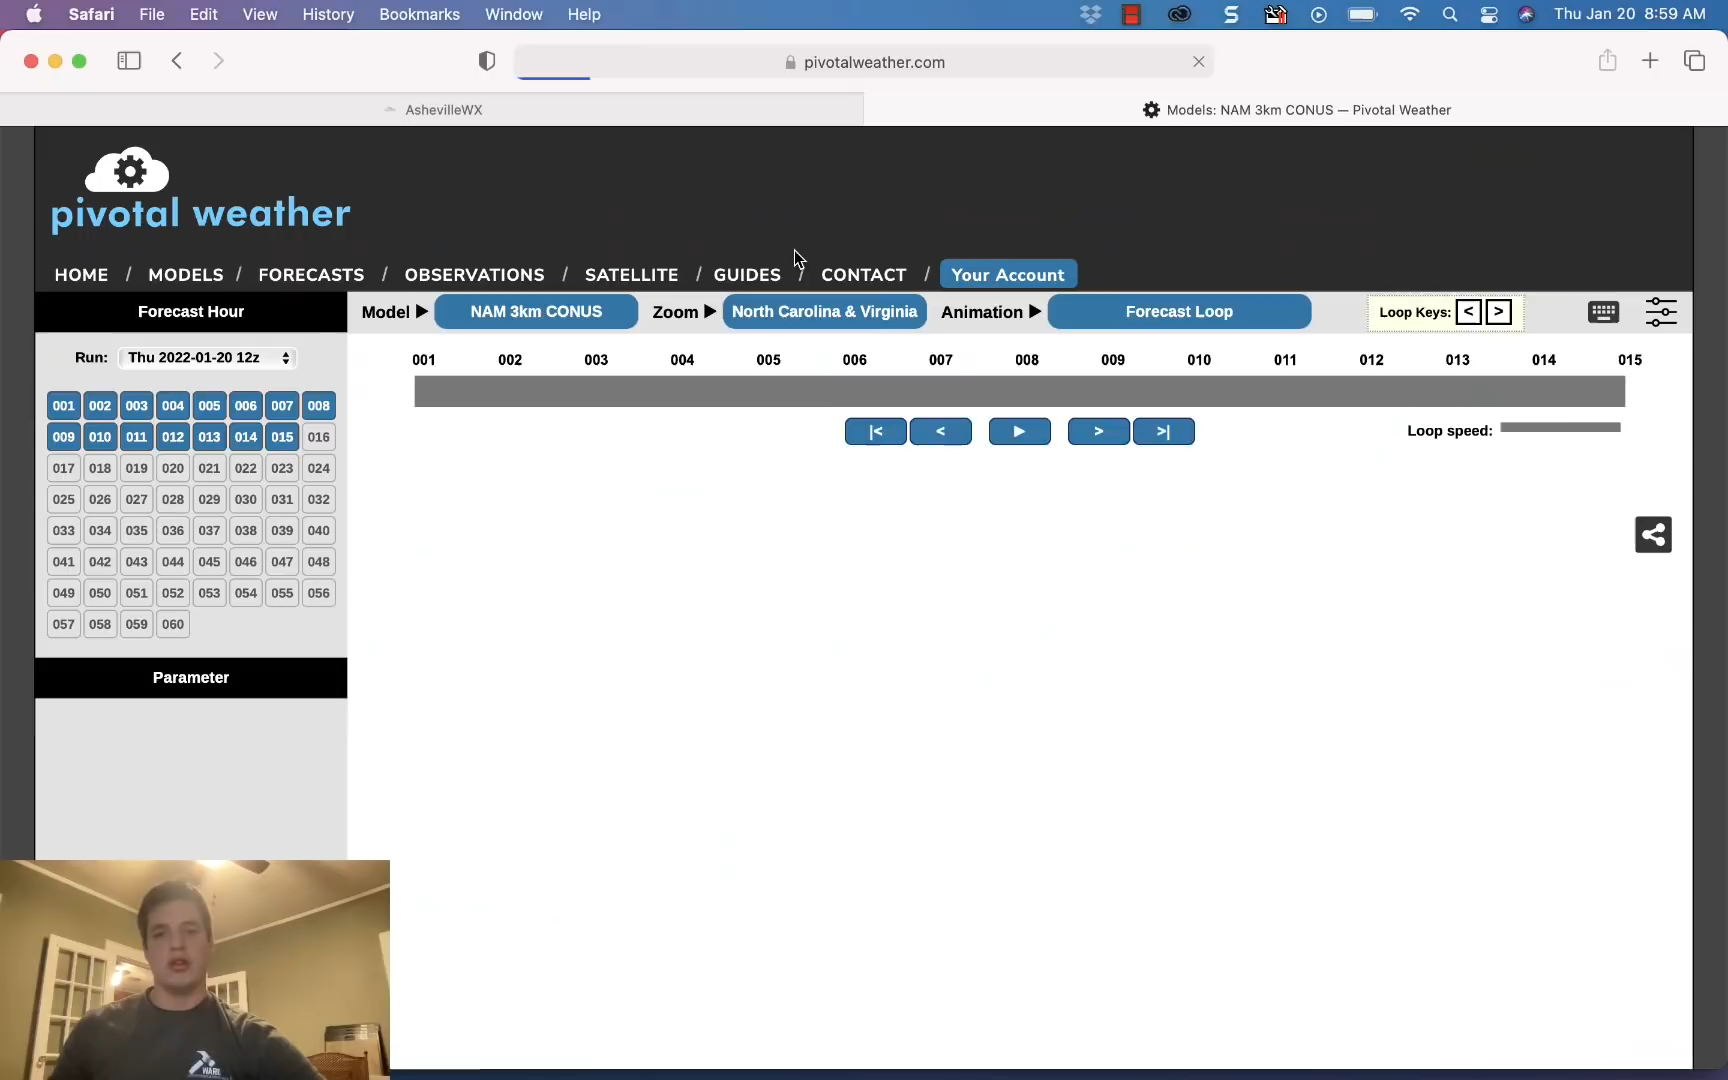 Safari File Edit View History Bookmarks Window Help Thu Jan 20 8:59 AM
pivotalweather.com
AshevilleWX Models: NAM 3km CONUS — Pivotal Weather
pivotal weather
HOME / MODELS / FORECASTS / OBSERVATIONS / SATELLITE / GUIDES / CONTACT / Your Account
Forecast Hour Model NAM 3km CONUS Zoom North Carolina & Virginia Animation Forecast Loop Loop Keys: < >
Run: Thu 2022-01-20 12z
001 002 003 004 005 006 007 008 009 010 011 012 013 014 015
|< < > >| Loop speed:
001 002 003 004 005 006 007 008
009 010 011 012 013 014 015 016
017 018 019 020 021 022 023 024
025 026 027 028 029 030 031 032
033 034 035 036 037 038 039 040
041 042 043 044 045 046 047 048
049 050 051 052 053 054 055 056
057 058 059 060
Parameter
WARE